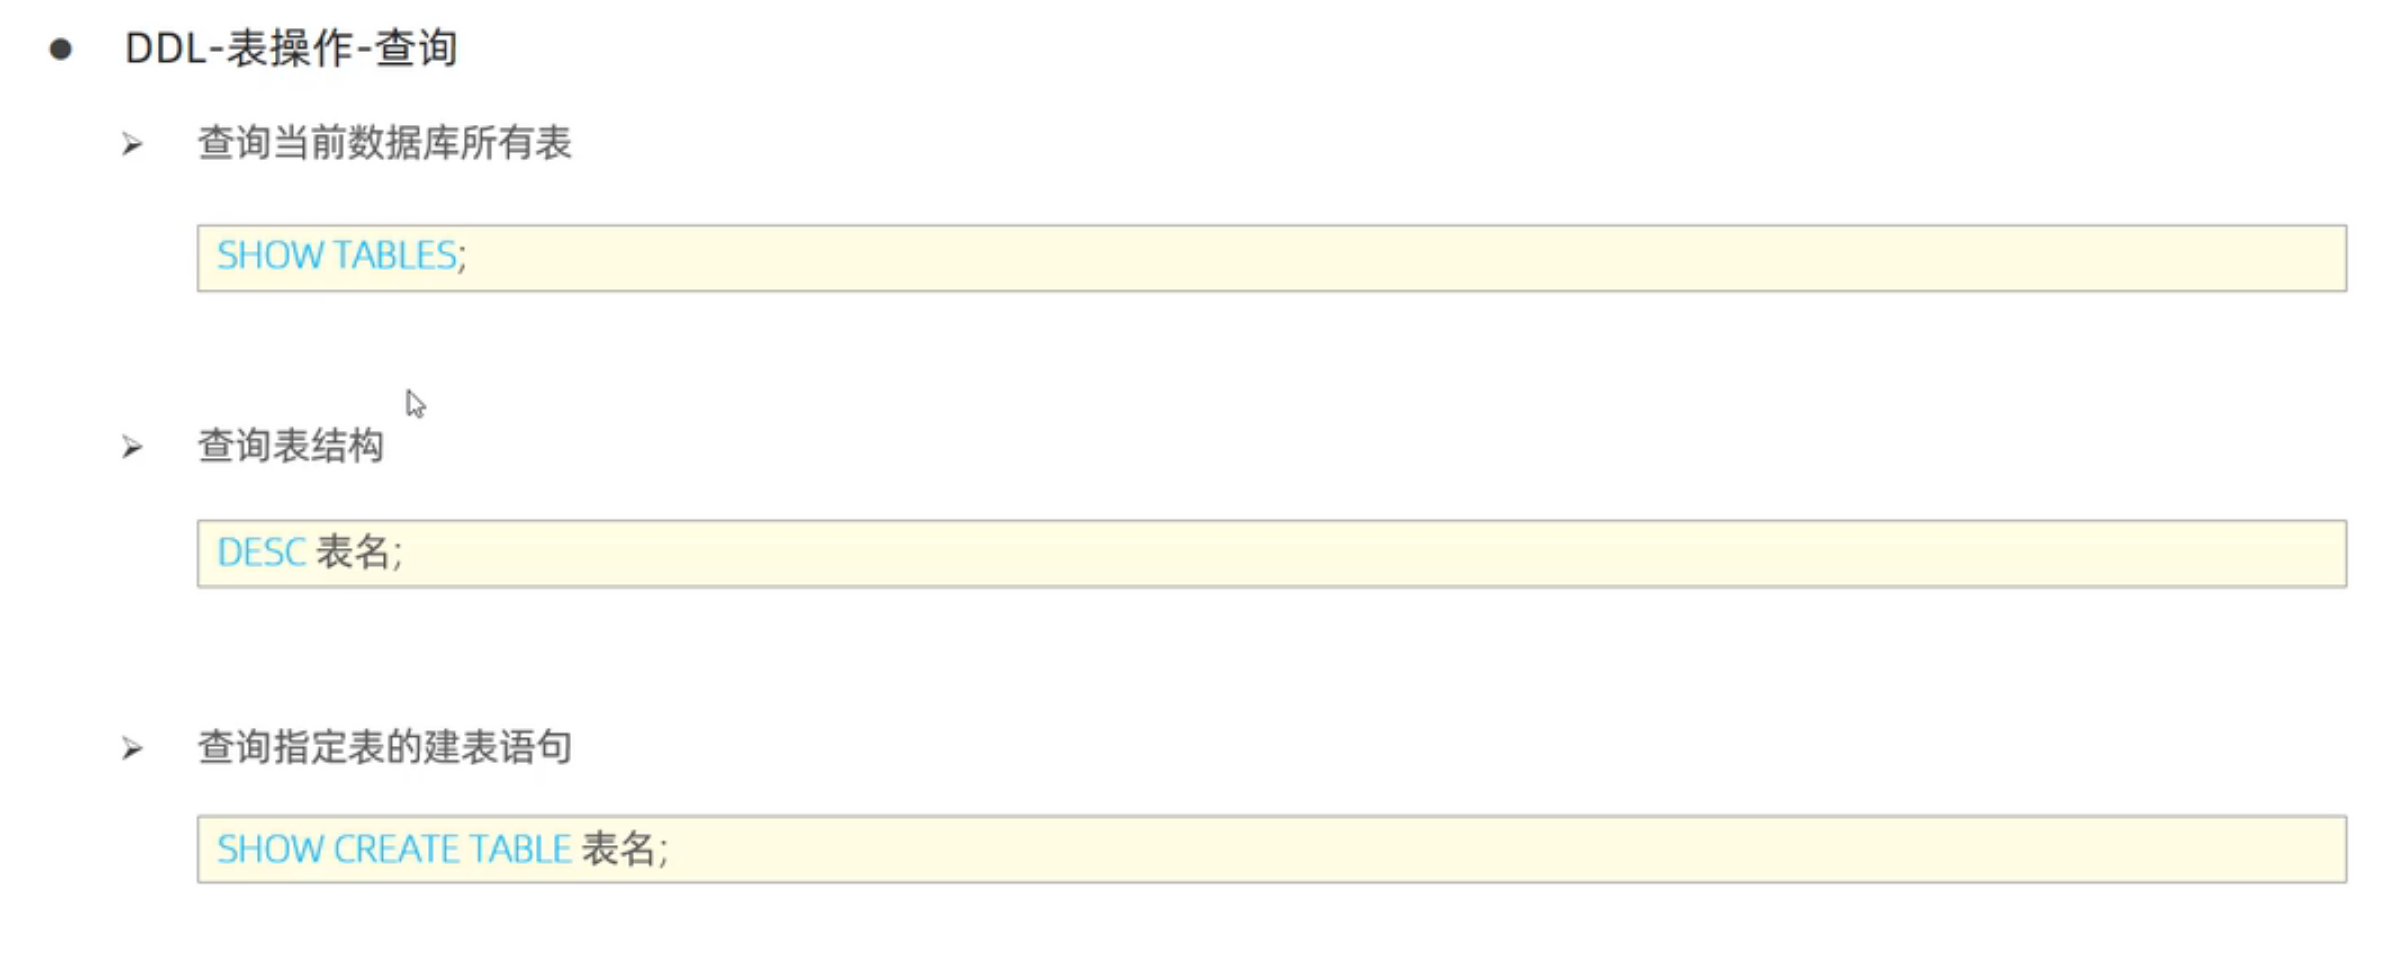 DDL-表操作-查询
查询当前数据库所有表
SHOW TABLES;
查询表结构
DESC 表名;
查询指定表的建表语句
SHOW CREATE TABLE 表名;